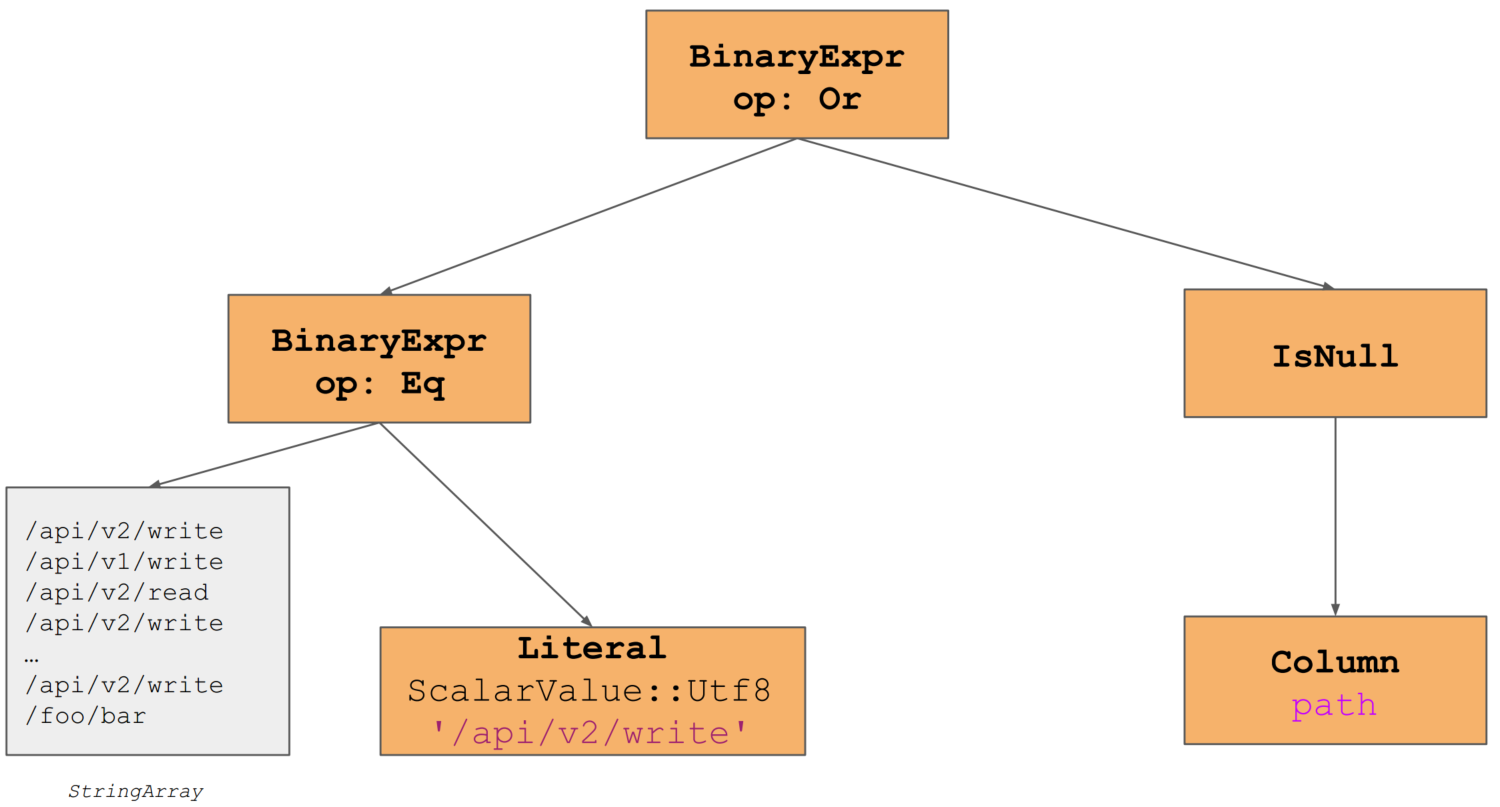 BinaryExpr
op: Or
BinaryExpr
op: Eq
IsNull
/api/v2/write
/api/v1/write
/api/v2/read
/api/v2/write
…
/api/v2/write
/foo/bar
Literal
ScalarValue::Utf8
'/api/v2/write'
Column
path
StringArray